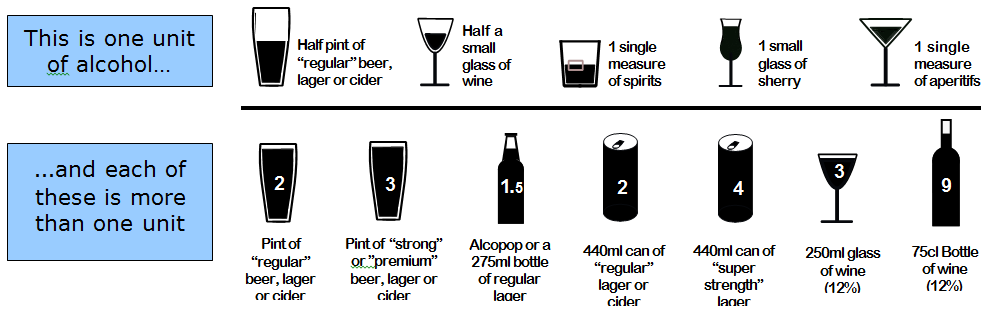 This is one unit
of alcohol...
Half pint of
“regular” beer,
lager or cider
Half a
small
glass of
wine
1 single
measure
of spirits
1 small
glass of
sherry
1 single
measure
of aperitifs
...and each of
these is more
than one unit
2
3
1.5
2
4
3
9
Pint of
“regular”
beer, lager
or cider
Pint of “strong”
or ”premium”
beer, lager or
cider
Alcopop or a
275ml bottle
of regular
lager
440ml can of
“regular”
lager or
cider
440ml can of
“super
strength”
lager
250ml glass
of wine
(12%)
75cl Bottle
of wine
(12%)